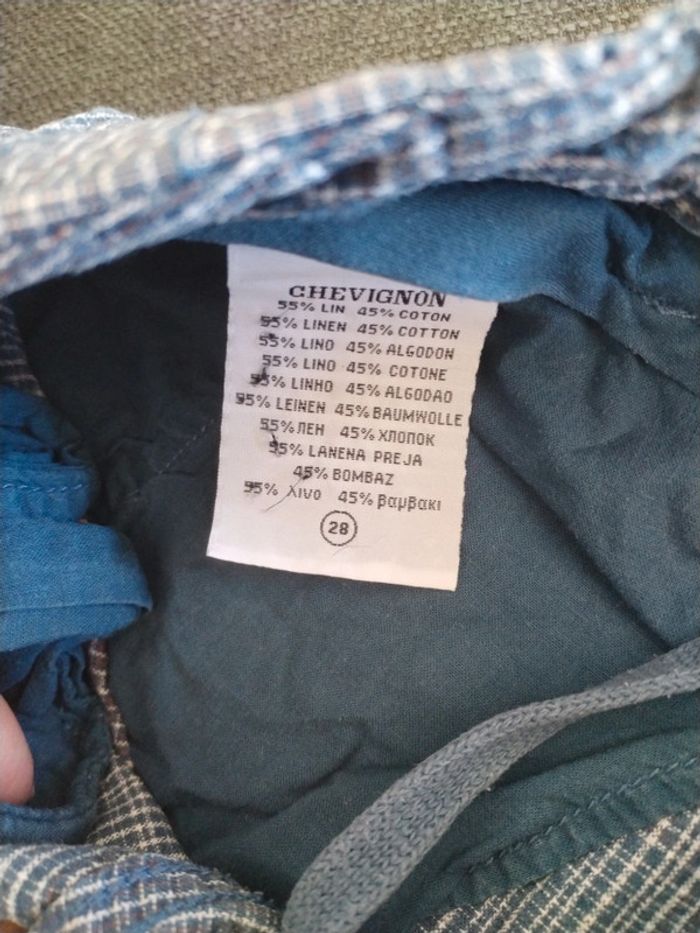 CHEVIGNON
55% LIN 45% COTON
55% LINEN 45% COTTON
55% LINO 45% ALGODON
55% LINO 45% COTONE
55% LINHO 45% ALGODAO
55% LEINEN 45% BAUMWOLLE
55% ЛЕН 45% ХЛОПОК
55% LANENA PREJA
45% BOMBAZ
55% λινο 45% βαμβακι
28